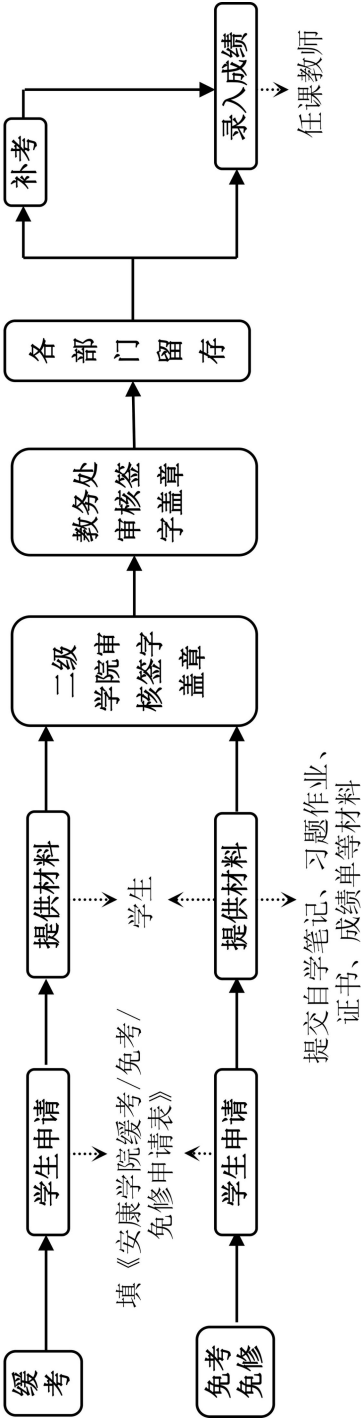 缓
考
学生申请
提供材料
填《安康学院缓考/免考/
免修申请表》
学生
免考
免修
学生申请
提供材料
提交自学笔记、习题作业、
证书、成绩单等材料
二级
学院审
核签字
盖章
教务处
审核签
字盖章
各
部
门
留
存
补考
录入成绩
任课教师